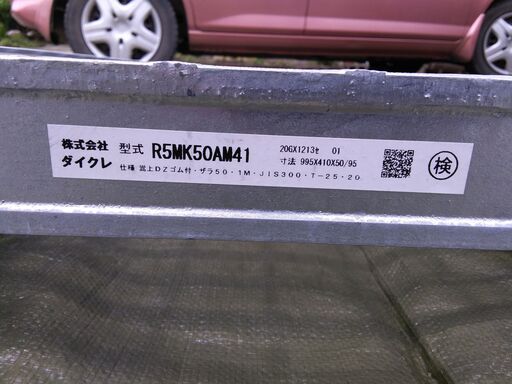 株式会社
ダイクレ
型式 R5MK50AM41
20GX1213ｾ 01
寸法 995X410X50/95
仕様 嵩上DZゴム付・ザラ50・1M・JIS300・T-25・20
検